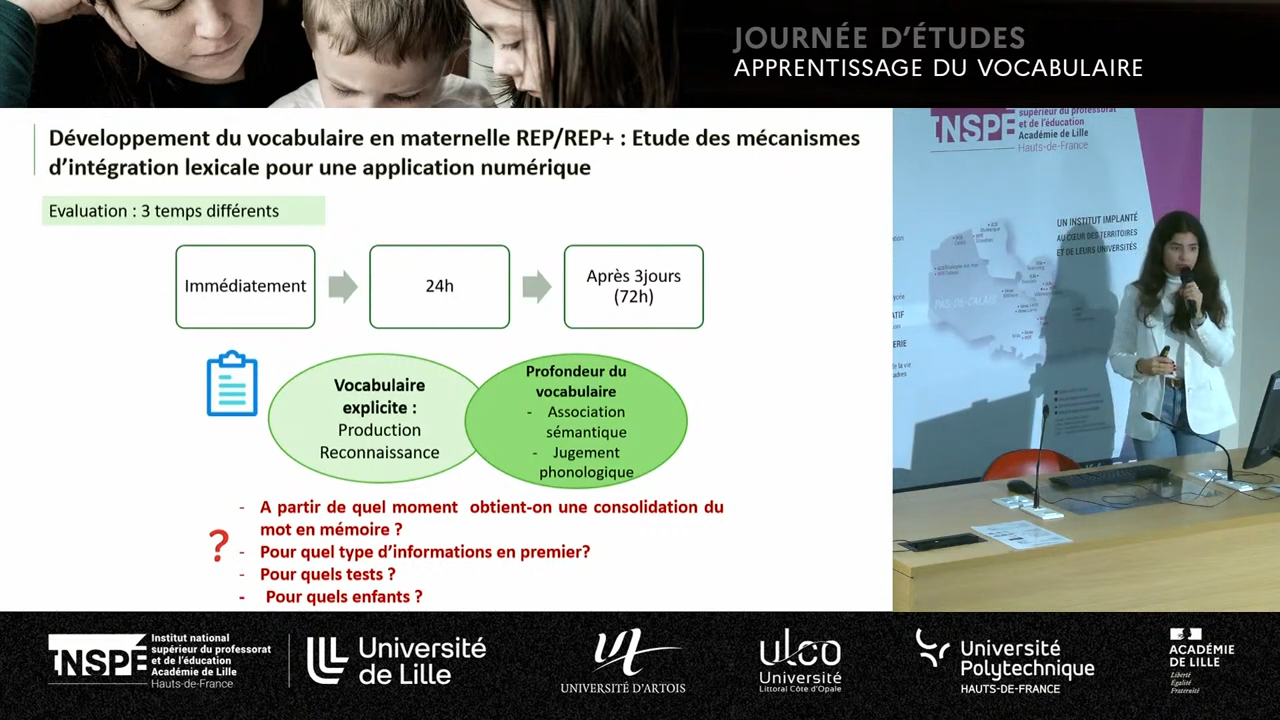 JOURNÉE D'ÉTUDES
APPRENTISSAGE DU VOCABULAIRE
Développement du vocabulaire en maternelle REP/REP+ : Etude des mécanismes
d'intégration lexicale pour une application numérique
Evaluation : 3 temps différents
Immédiatement
24h
Après 3jours
(72h)
Vocabulaire
explicite :
Production
Reconnaissance
Profondeur du
vocabulaire
- Association
sémantique
- Jugement
phonologique
?
- A partir de quel moment obtient-on une consolidation du
mot en mémoire ?
- Pour quel type d'informations en premier?
- Pour quels tests ?
- Pour quels enfants ?
INSPÉ
supérieur du professorat
et de l'éducation
Académie de Lille
Hauts-de-France
UN INSTITUT IMPLANTÉ
AU CŒUR DES TERRITOIRES
ET DE LEURS UNIVERSITÉS
PAS-DE-CALAIS
INSPÉ
Institut national
supérieur du professorat
et de l'éducation
Académie de Lille
Hauts-de-France
Université
de Lille
UNIVERSITÉ D'ARTOIS
ulco
Université
Littoral Côte d'Opale
Université
Polytechnique
HAUTS-DE-FRANCE
ACADÉMIE
DE LILLE
Liberté
Égalité
Fraternité